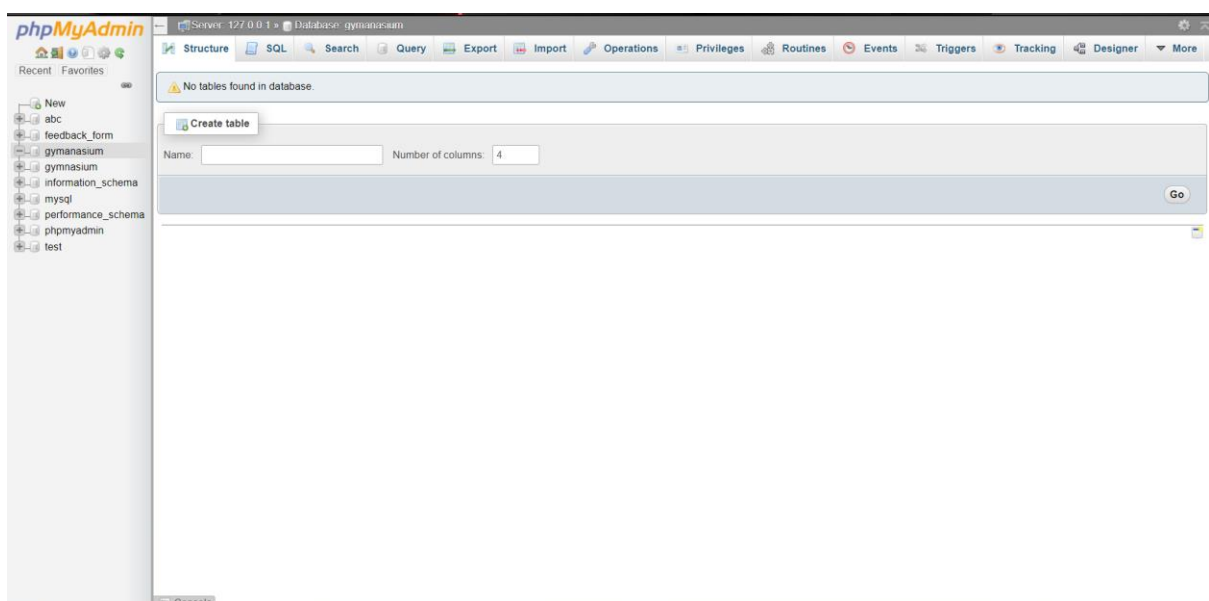 phpMyAdmin
Recent Favorites
New
abc
feedback_form
gymanasium
gymnasium
information_schema
mysql
performance_schema
phpmyadmin
test
Server: 127.0.0.1 » Database: gymanasium
Structure SQL Search Query Export Import Operations Privileges Routines Events Triggers Tracking Designer More
No tables found in database.
Create table
Name: Number of columns: 4
Go
Console